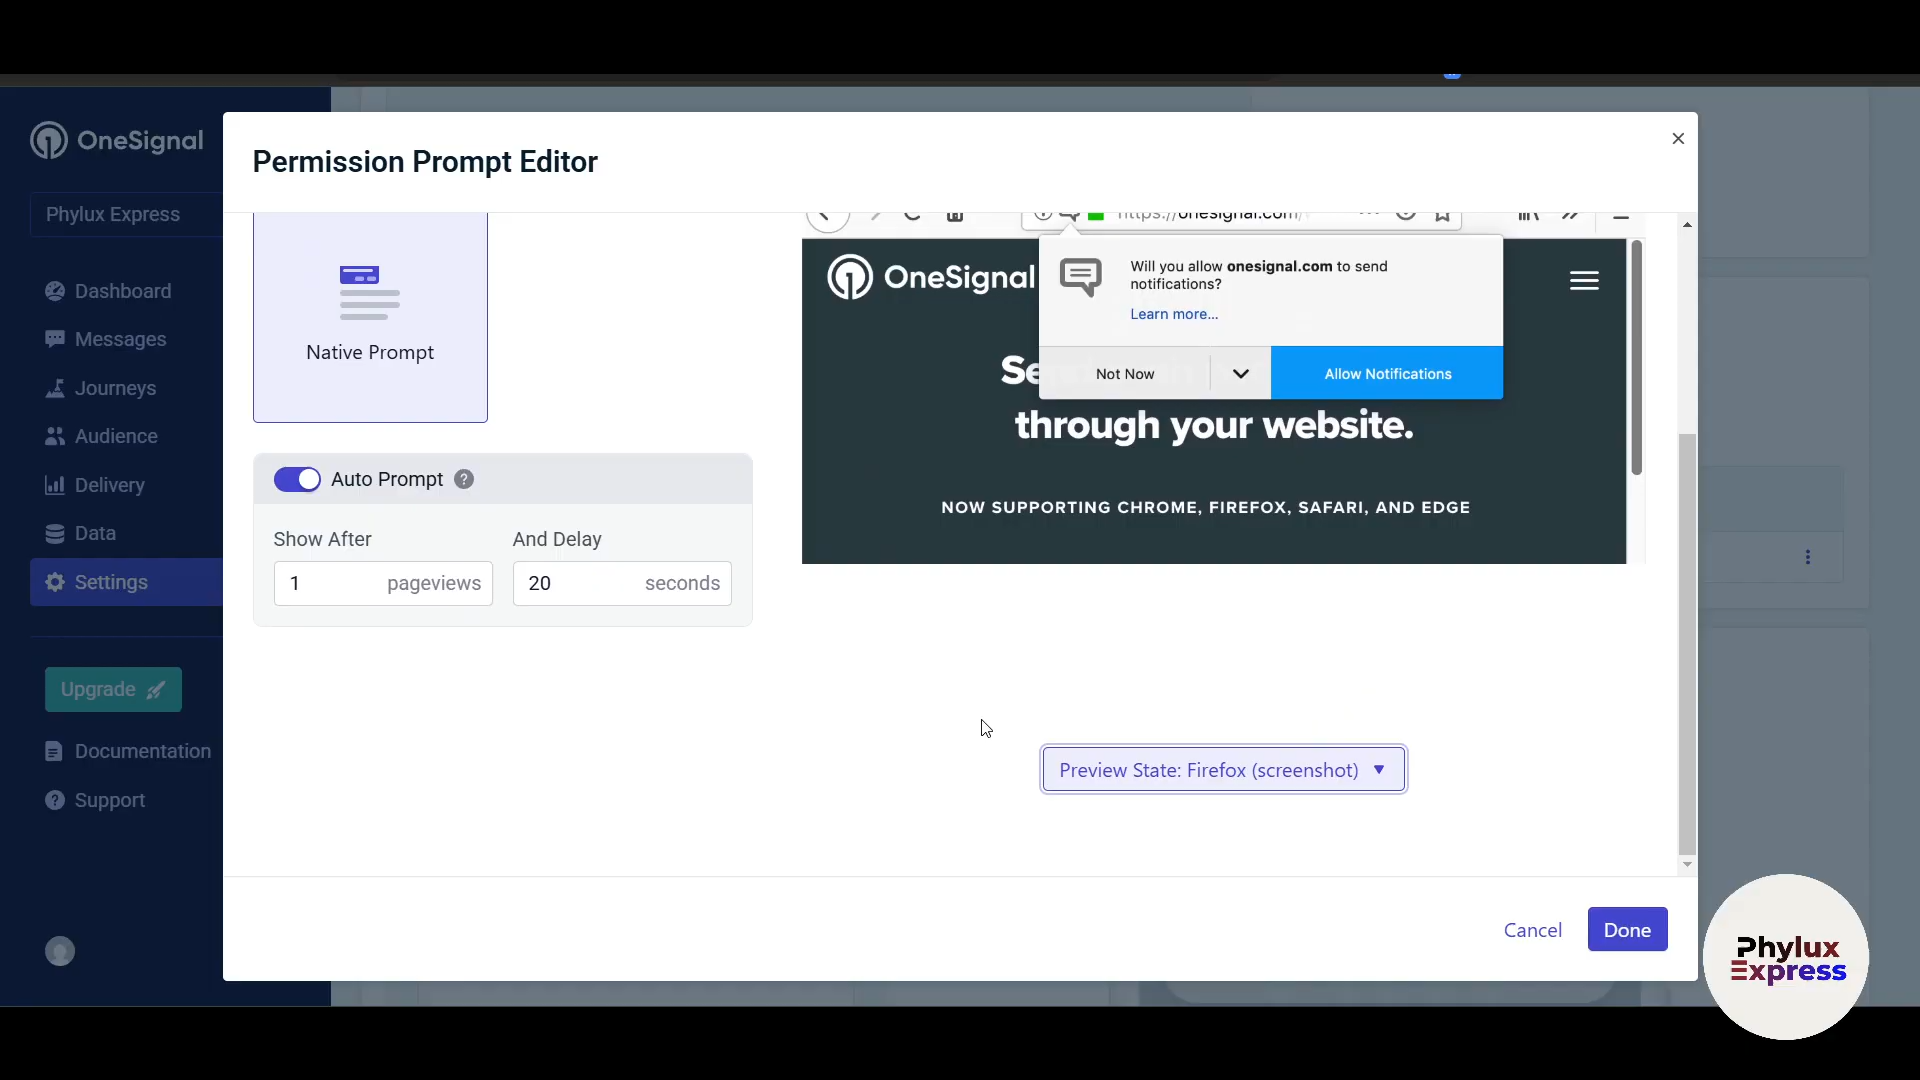 OneSignal
Phylux Express
Dashboard
Messages
Journeys
Audience
Delivery
Data
Settings
Upgrade
Documentation
Support
Permission Prompt Editor
Native Prompt
Auto Prompt ?
Show After
And Delay
1 pageviews
20 seconds
https://onesignal.com/
OneSignal
Will you allow onesignal.com to send
notifications?
Learn more...
Not Now
Allow Notifications
through your website.
NOW SUPPORTING CHROME, FIREFOX, SAFARI, AND EDGE
Preview State: Firefox (screenshot)
Cancel
Done
Phylux
Express